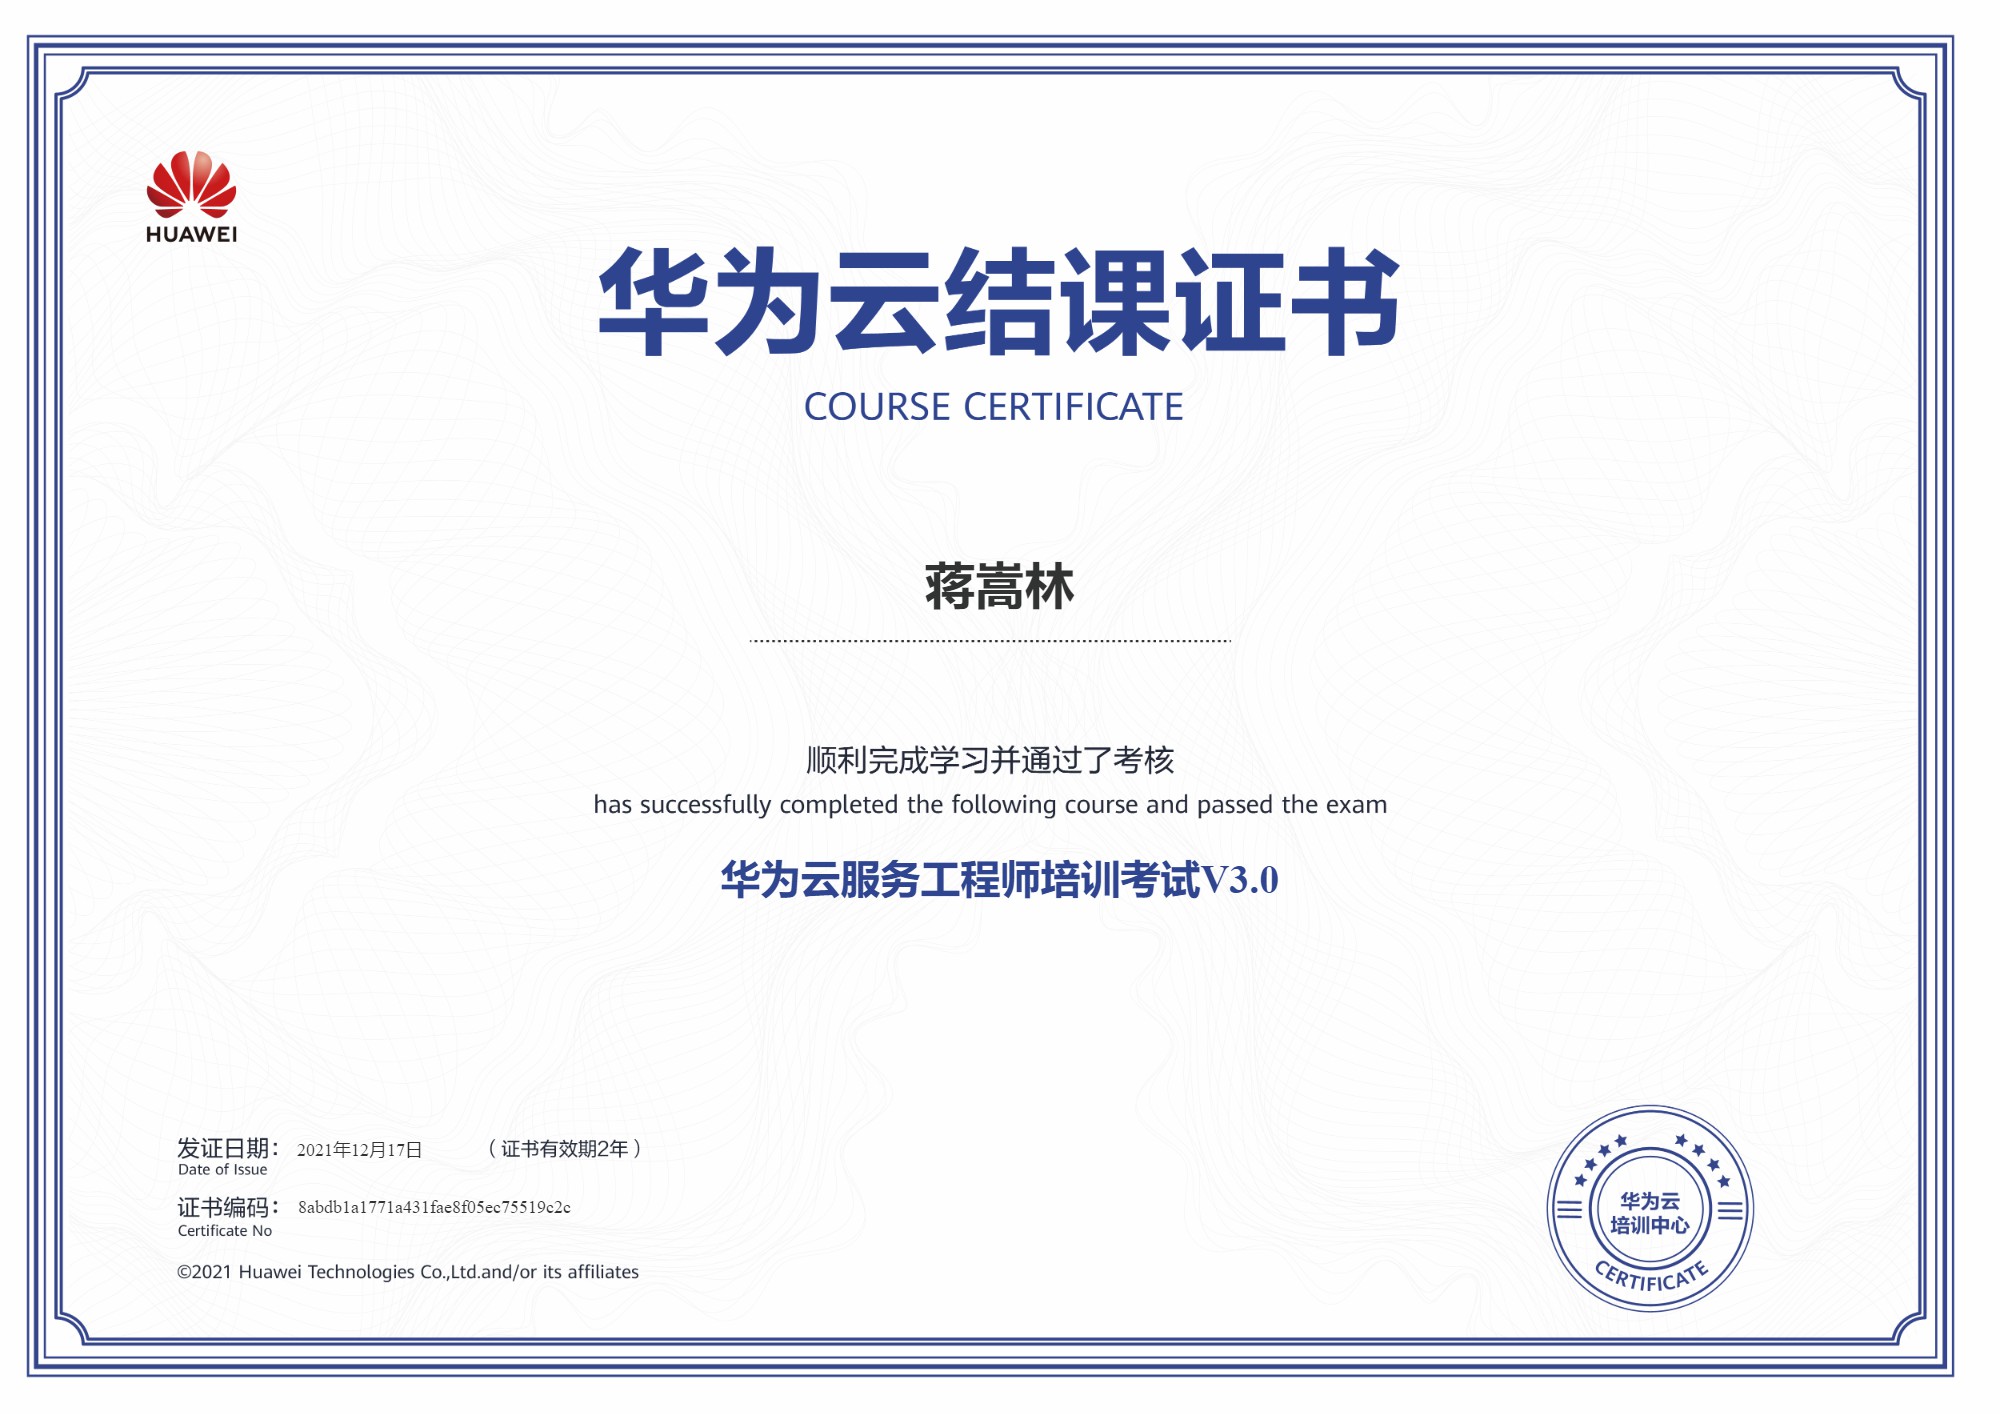 HUAWEI
华为云结课证书
COURSE CERTIFICATE
蒋嵩林
顺利完成学习并通过了考核
has successfully completed the following course and passed the exam
华为云服务工程师培训考试V3.0
发证日期： 2021年12月17日 （证书有效期2年）
Date of Issue
证书编码： 8abdb1a1771a431fae8f05ec75519c2c
Certificate No
©2021 Huawei Technologies Co.,Ltd.and/or its affiliates
华为云
培训中心
CERTIFICATE